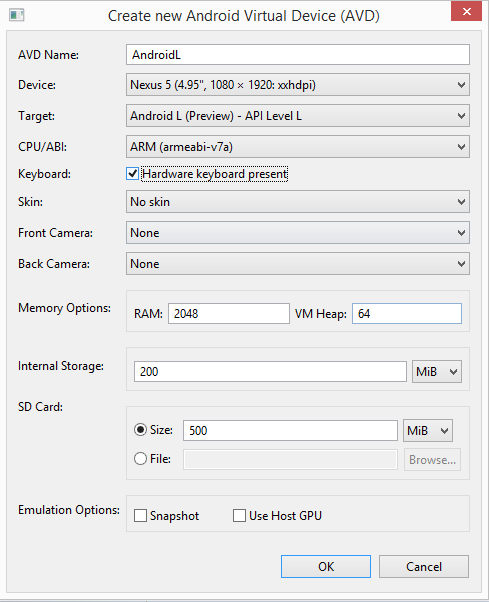 Create new Android Virtual Device (AVD)
AVD Name: AndroidL
Device: Nexus 5 (4.95", 1080 × 1920: xxhdpi)
Target: Android L (Preview) - API Level L
CPU/ABI: ARM (armeabi-v7a)
Keyboard: Hardware keyboard present
Skin: No skin
Front Camera: None
Back Camera: None
Memory Options: RAM: 2048 VM Heap: 64
Internal Storage: 200 MiB
SD Card:
Size: 500 MiB
File: Browse...
Emulation Options: Snapshot Use Host GPU
OK Cancel